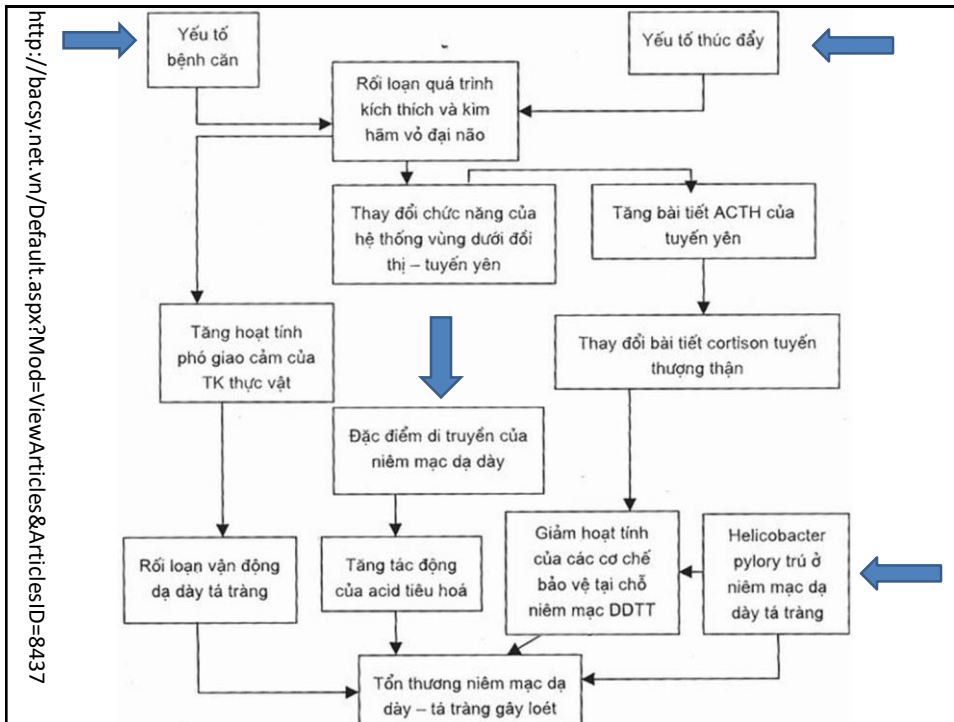 http://bacsy.net.vn/Default.aspx?Mod=ViewArticles&ArticlesID=8437
Yếu tố
bệnh căn
Yếu tố thúc đẩy
Rối loạn quá trình
kích thích và kìm
hãm vỏ đại não
Thay đổi chức năng của
hệ thống vùng dưới đồi
thị – tuyến yên
Tăng bài tiết ACTH của
tuyến yên
Tăng hoạt tính
phó giao cảm của
TK thực vật
Thay đổi bài tiết cortison tuyến
thượng thận
Đặc điểm di truyền của
niêm mạc dạ dày
Rối loạn vận động
dạ dày tá tràng
Tăng tác động
của acid tiêu hoá
Giảm hoạt tính
của các cơ chế
bảo vệ tại chỗ
niêm mạc DDTT
Helicobacter
pylory trú ở
niêm mạc dạ
dày tá tràng
Tổn thương niêm mạc dạ
dày – tá tràng gây loét